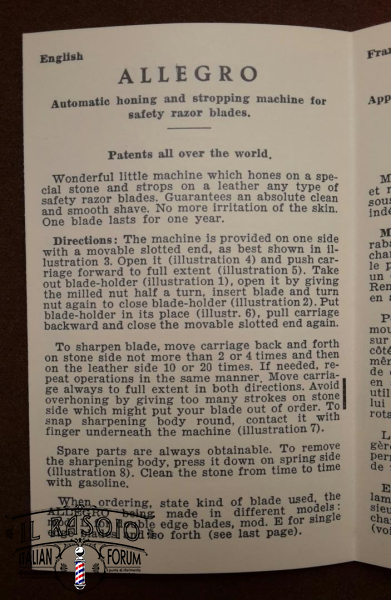 English
ALLEGRO
Automatic honing and stropping machine for
safety razor blades.
Patents all over the world.
Wonderful little machine which hones on a spe-
cial stone and strops on a leather any type of
safety razor blades. Guarantees an absolute clean
and smooth shave. No more irritation of the skin.
One blade lasts for one year.
Directions: The machine is provided on one side
with a movable slotted end, as best shown in il-
lustration 3. Open it (illustration 4) and push car-
riage forward to full extent (illustration 5). Take
out blade-holder (illustration 1), open it by giving
the milled nut half a turn, insert blade and turn
nut again to close blade-holder (illustration 2). Put
blade-holder in its place (illustr. 6), pull carriage
backward and close the movable slotted end again.
To sharpen blade, move carriage back and forth
on stone side not more than 2 or 4 times and then
on the leather side 10 or 20 times. If needed, re-
peat operations in the same manner. Move carria-
ge always to full extent in both directions. Avoid
overhoning by giving too many strokes on stone
side which might put your blade out of order. To
snap sharpening body round, contact it with
finger underneath the machine (illustration 7).
Spare parts are always obtainable. To remove
the sharpening body, press it down on spring side
(illustration 8). Clean the stone from time to time
with gasoline.
When ordering, state kind of blade used, the
ALLEGRO being made in different models:
edge blades, mod. E for single
so forth (see last page).
IL RASOIO
ITALIAN FORUM